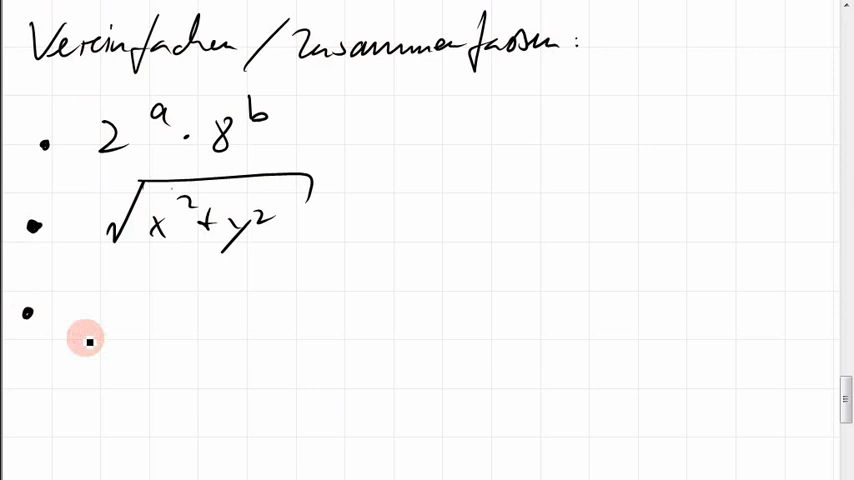 Vereinfachen / Zusammenfassen:
• 2^a · 8^b
• √(x²+y²)
•